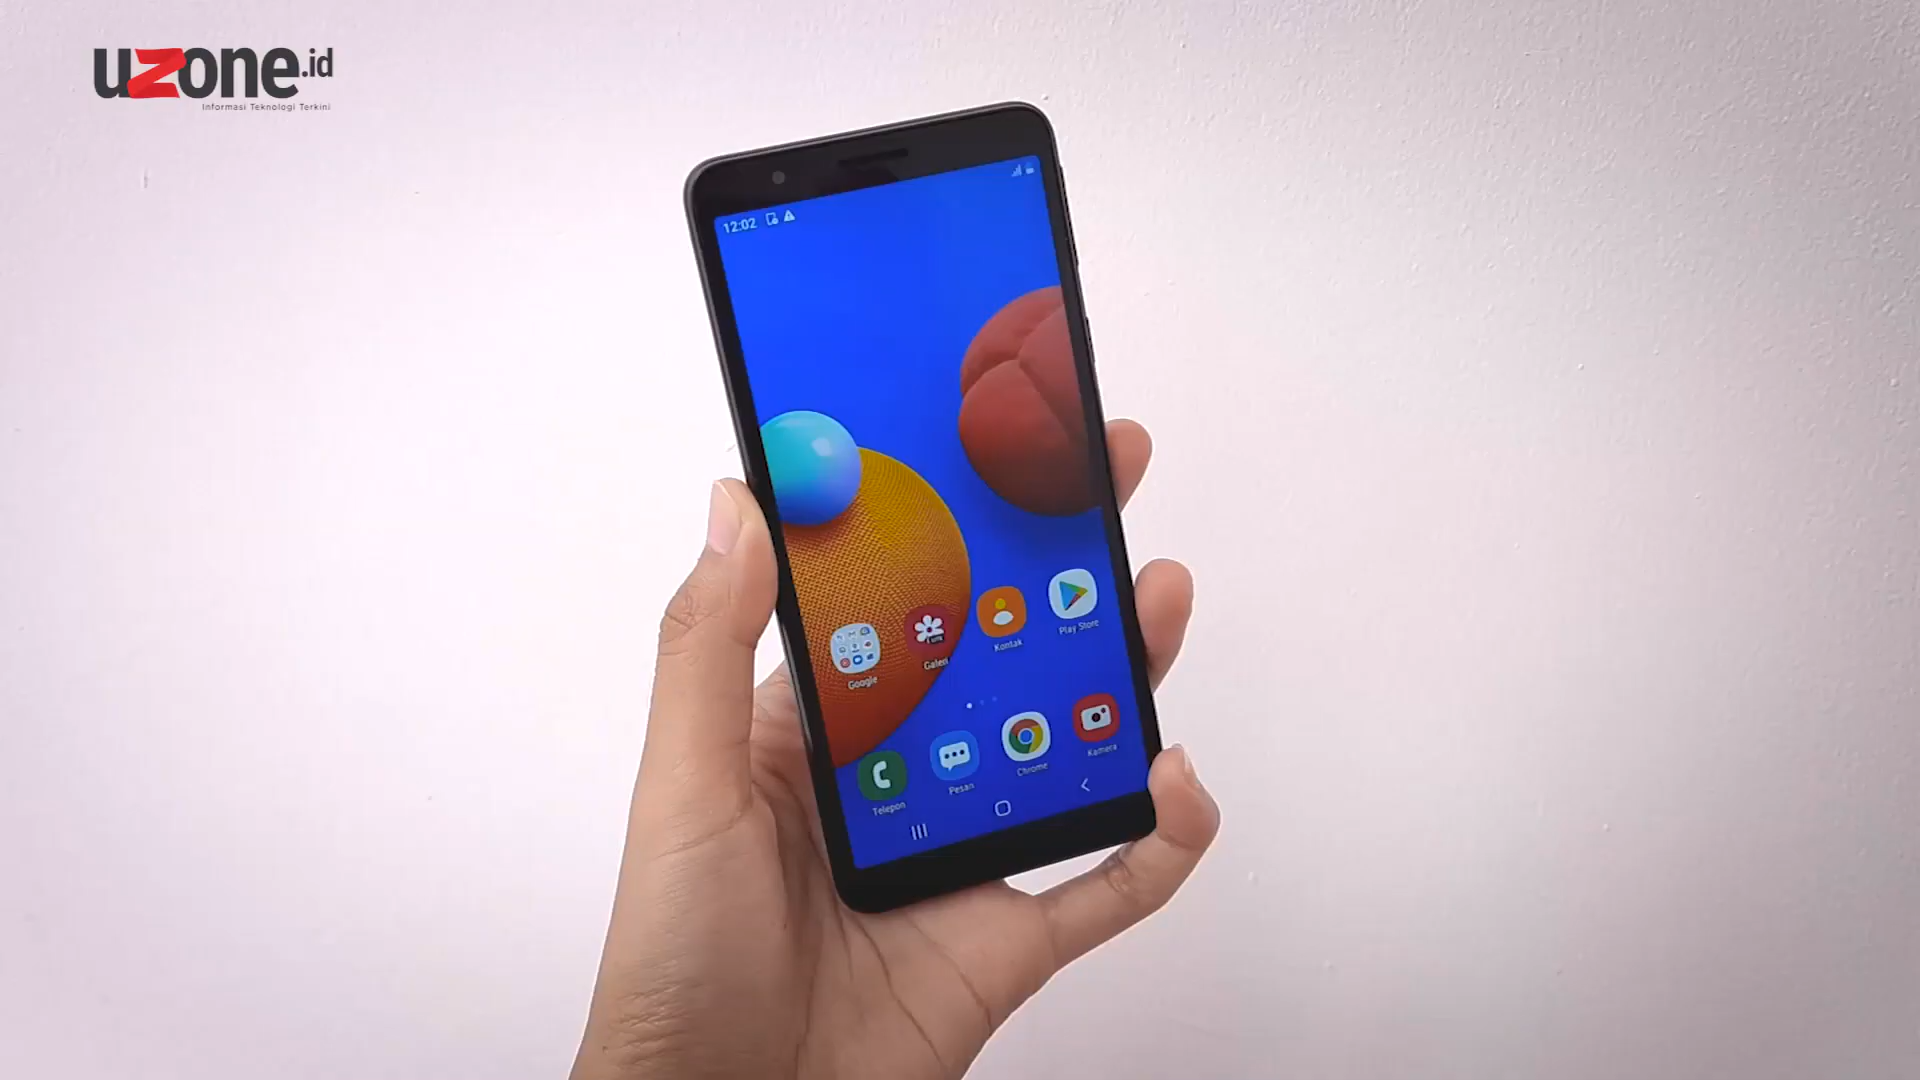 uzone.id
Informasi Teknologi Terkini
12:02
Google
Galeri
Kontak
Play Store
Telepon
Pesan
Chrome
Kamera